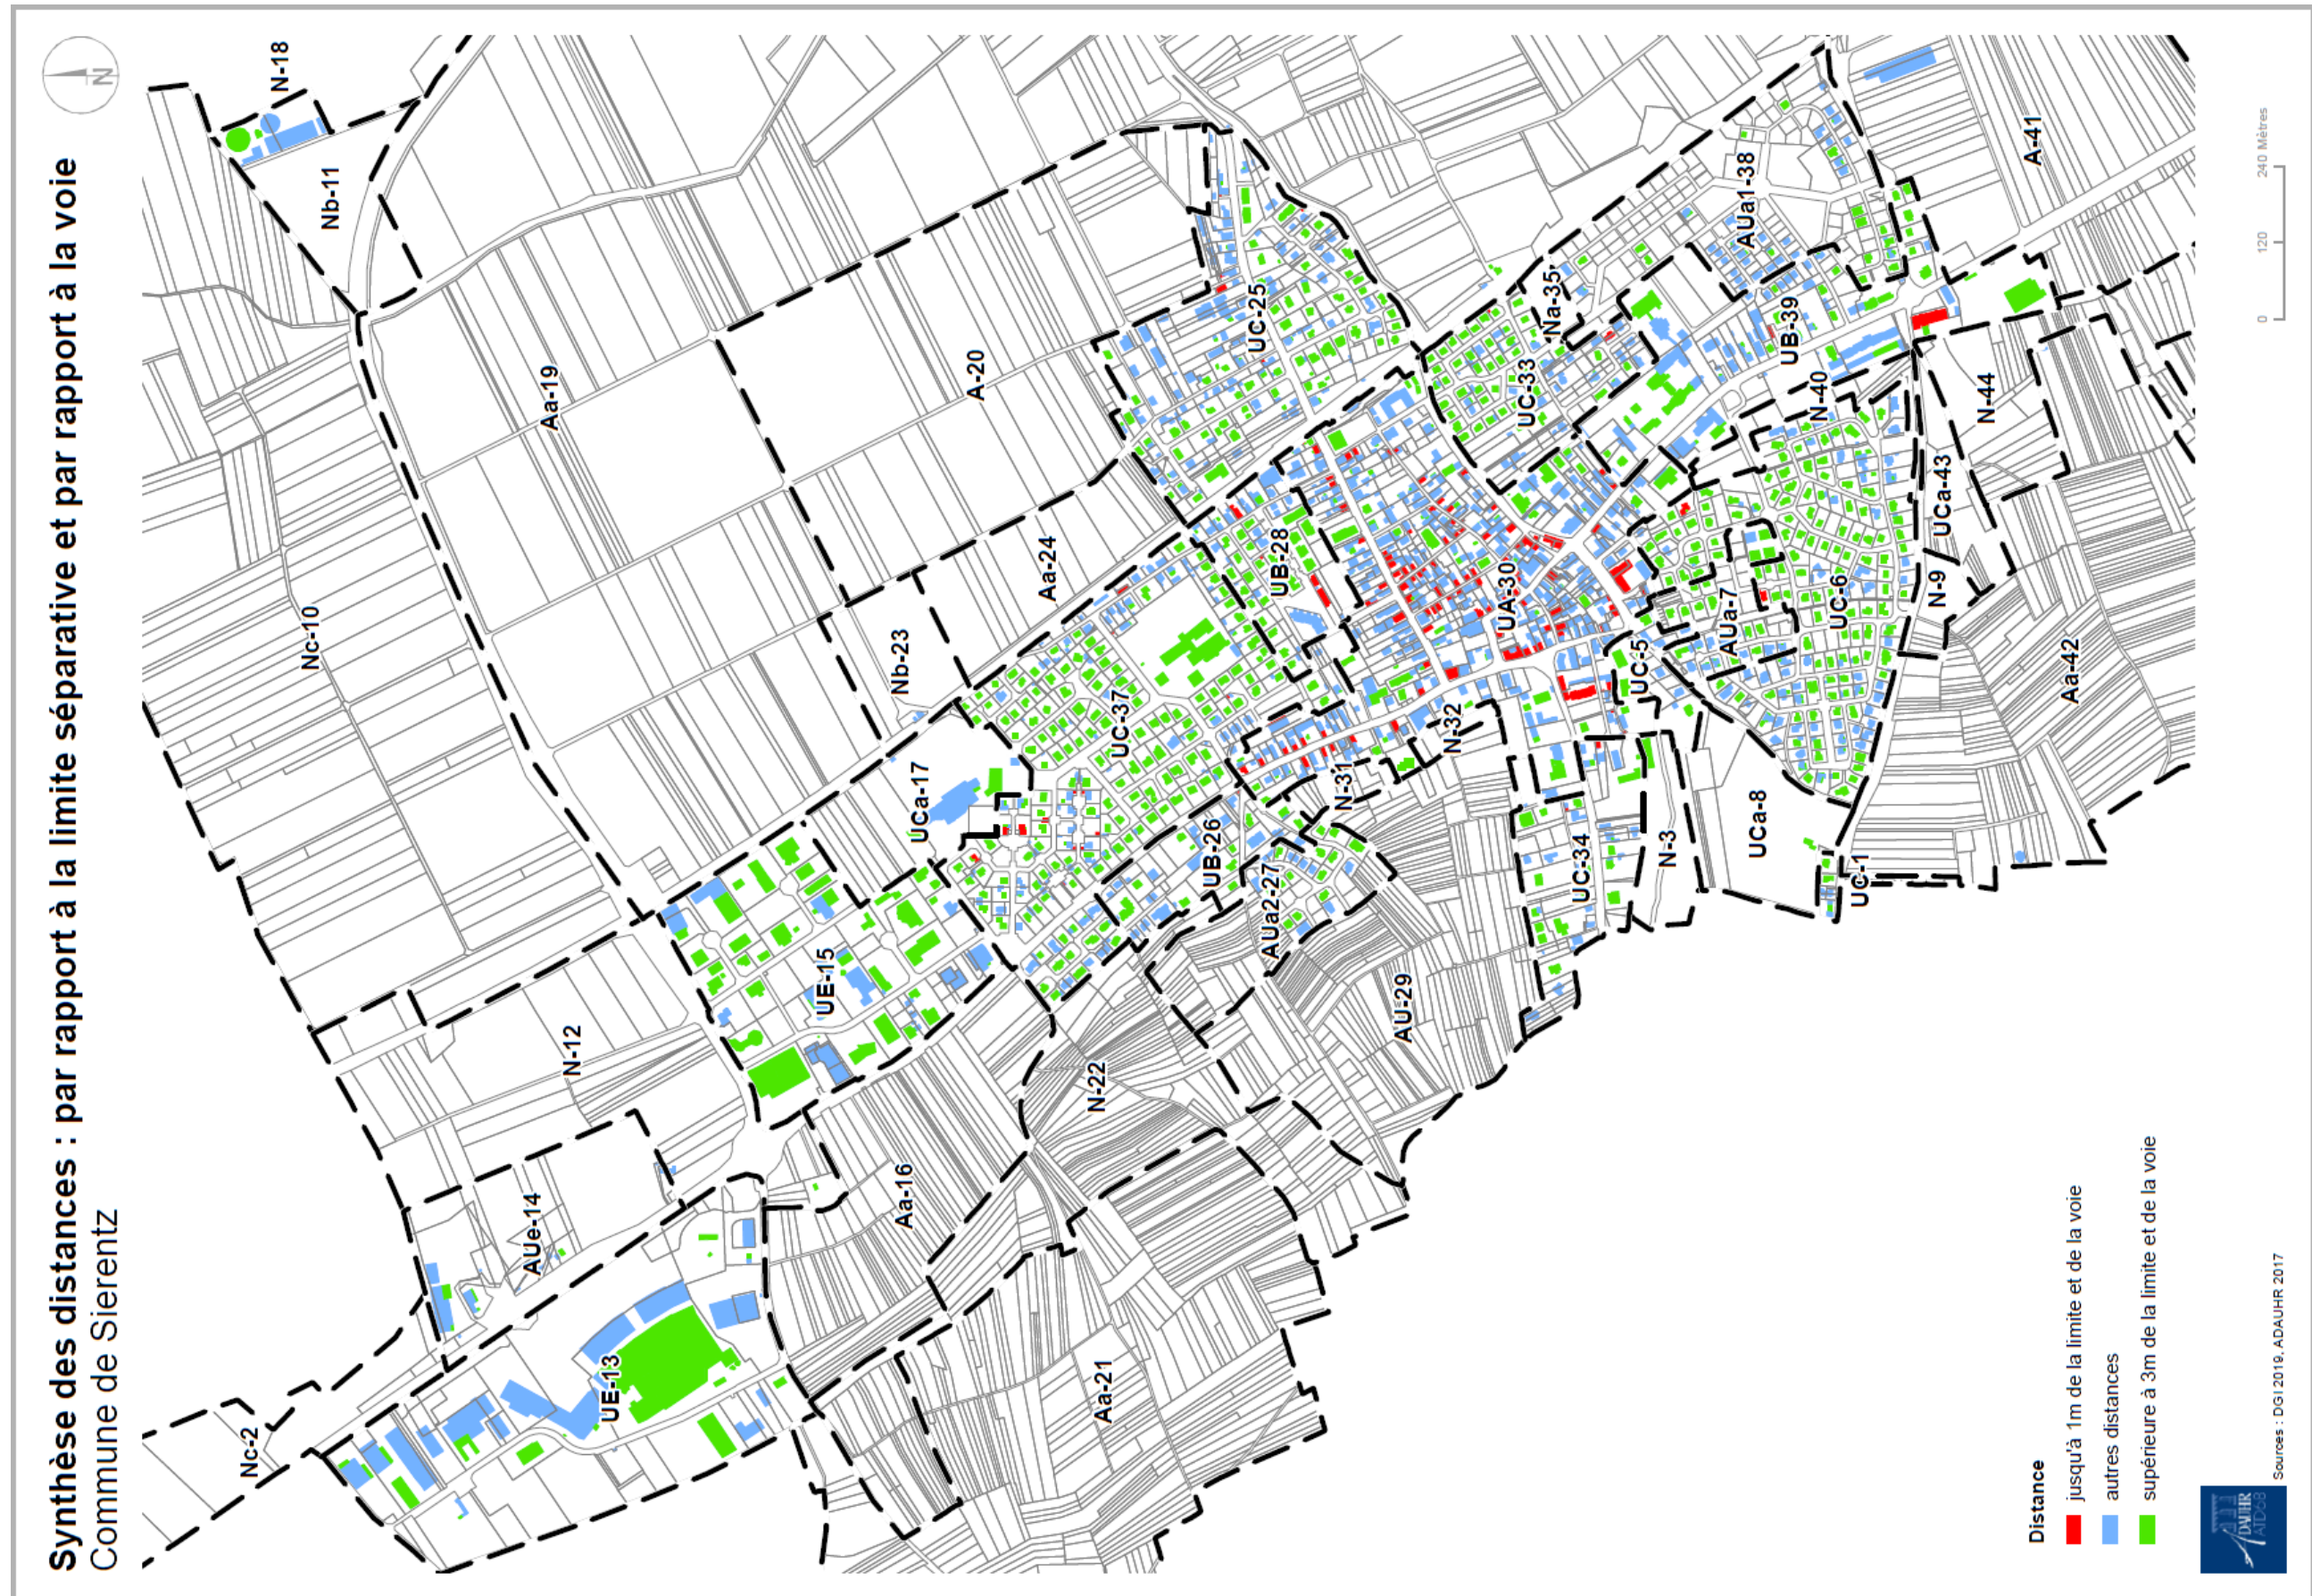 Synthèse des distances : par rapport à la limite séparative et par rapport à la voie
Commune de Sierentz
N
N-18
Nb-11
Nc-10
Aa-19
A-20
Nc-2
N-12
AUe-14
UE-13
UE-15
UCa-17
Nb-23
Aa-24
UC-25
Aa-16
UC-37
UB-28
N-22
UB-26
AUa2-27
N-31
Aa-21
AU-29
N-32
UA-30
UC-33
Na-35
AUa1-38
UB-39
UC-34
UC-5
N-3
AUa-7
UCa-8
UC-6
N-40
UC-1
N-9
UCa-43
N-44
A-41
Aa-42
Distance
jusqu'à 1m de la limite et de la voie
autres distances
supérieure à 3m de la limite et de la voie
0 120 240 Mètres
ADAUHR
ATD68
Sources : DGI 2019, ADAUHR 2017